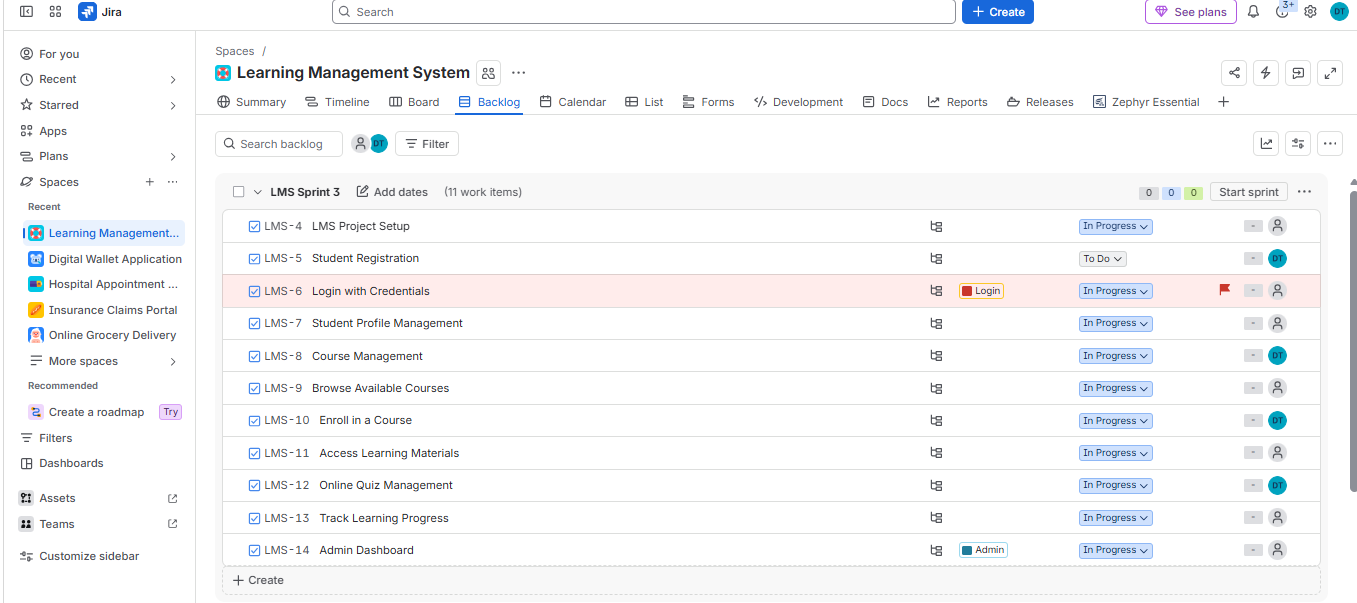 Jira
Search
+ Create
See plans
3+
DT
For you
Recent
Starred
Apps
Plans
Spaces
Recent
Learning Management...
Digital Wallet Application
Hospital Appointment ...
Insurance Claims Portal
Online Grocery Delivery
More spaces
Recommended
Create a roadmap Try
Filters
Dashboards
Assets
Teams
Customize sidebar
Spaces /
Learning Management System
Summary Timeline Board Backlog Calendar List Forms Development Docs Reports Releases Zephyr Essential
Search backlog DT Filter
LMS Sprint 3 Add dates (11 work items) 0 0 0 Start sprint
LMS-4 LMS Project Setup In Progress -
LMS-5 Student Registration To Do - DT
LMS-6 Login with Credentials Login In Progress -
LMS-7 Student Profile Management In Progress -
LMS-8 Course Management In Progress - DT
LMS-9 Browse Available Courses In Progress -
LMS-10 Enroll in a Course In Progress - DT
LMS-11 Access Learning Materials In Progress -
LMS-12 Online Quiz Management In Progress - DT
LMS-13 Track Learning Progress In Progress -
LMS-14 Admin Dashboard Admin In Progress -
+ Create